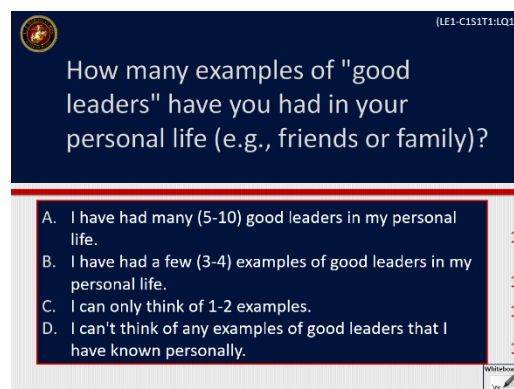 (LE1-C1S1T1:LQ1
How many examples of "good
leaders" have you had in your
personal life (e.g., friends or family)?
A. I have had many (5-10) good leaders in my personal
life.
B. I have had a few (3-4) examples of good leaders in my
personal life.
C. I can only think of 1-2 examples.
D. I can't think of any examples of good leaders that I
have known personally.